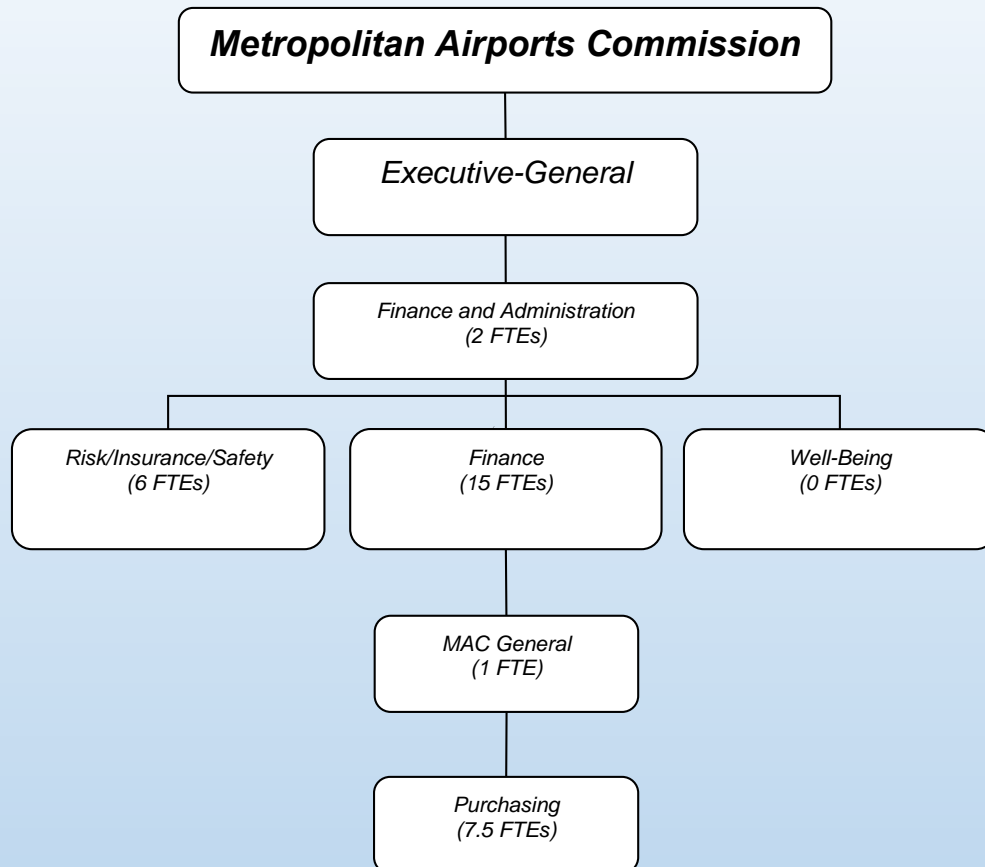 Metropolitan Airports Commission
Executive-General
Finance and Administration
(2 FTEs)
Risk/Insurance/Safety
(6 FTEs)
Finance
(15 FTEs)
Well-Being
(0 FTEs)
MAC General
(1 FTE)
Purchasing
(7.5 FTEs)